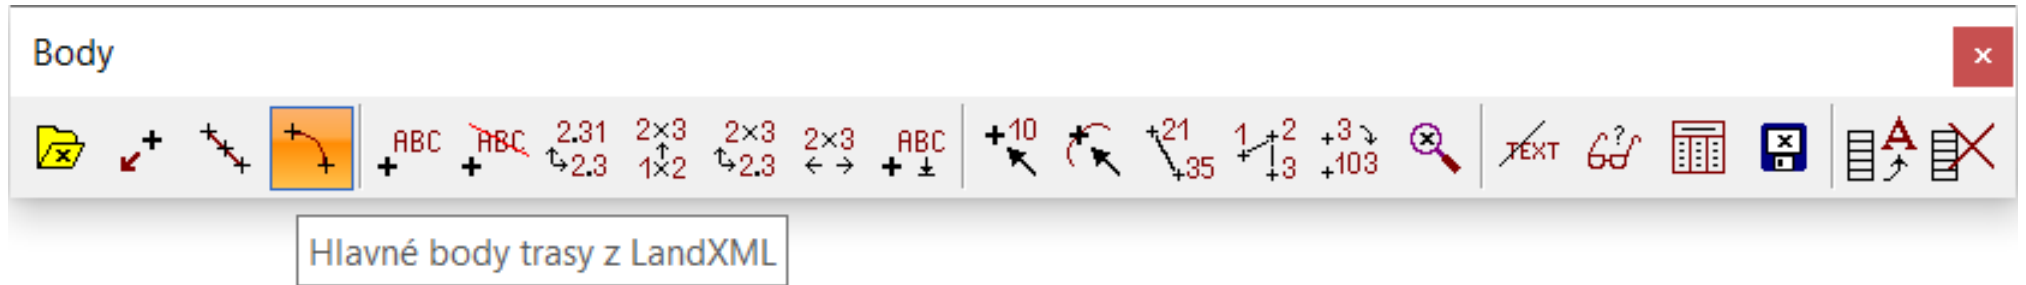 Body
ABC ABC 2.31 2.3 2×3 1×2 2×3 2.3 2×3 ABC +10 +21 +35 1 +2 +3 +3 +103 TEXT ? A
Hlavné body trasy z LandXML